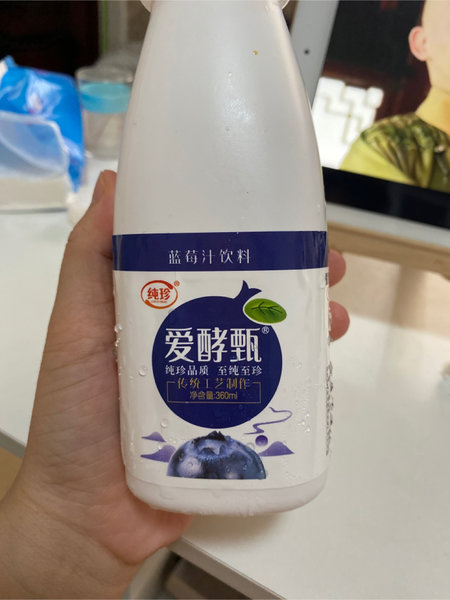 蓝莓汁饮料
纯珍®
爱酵甄®
纯珍品质 至纯至珍
传统工艺制作
净含量:360ml